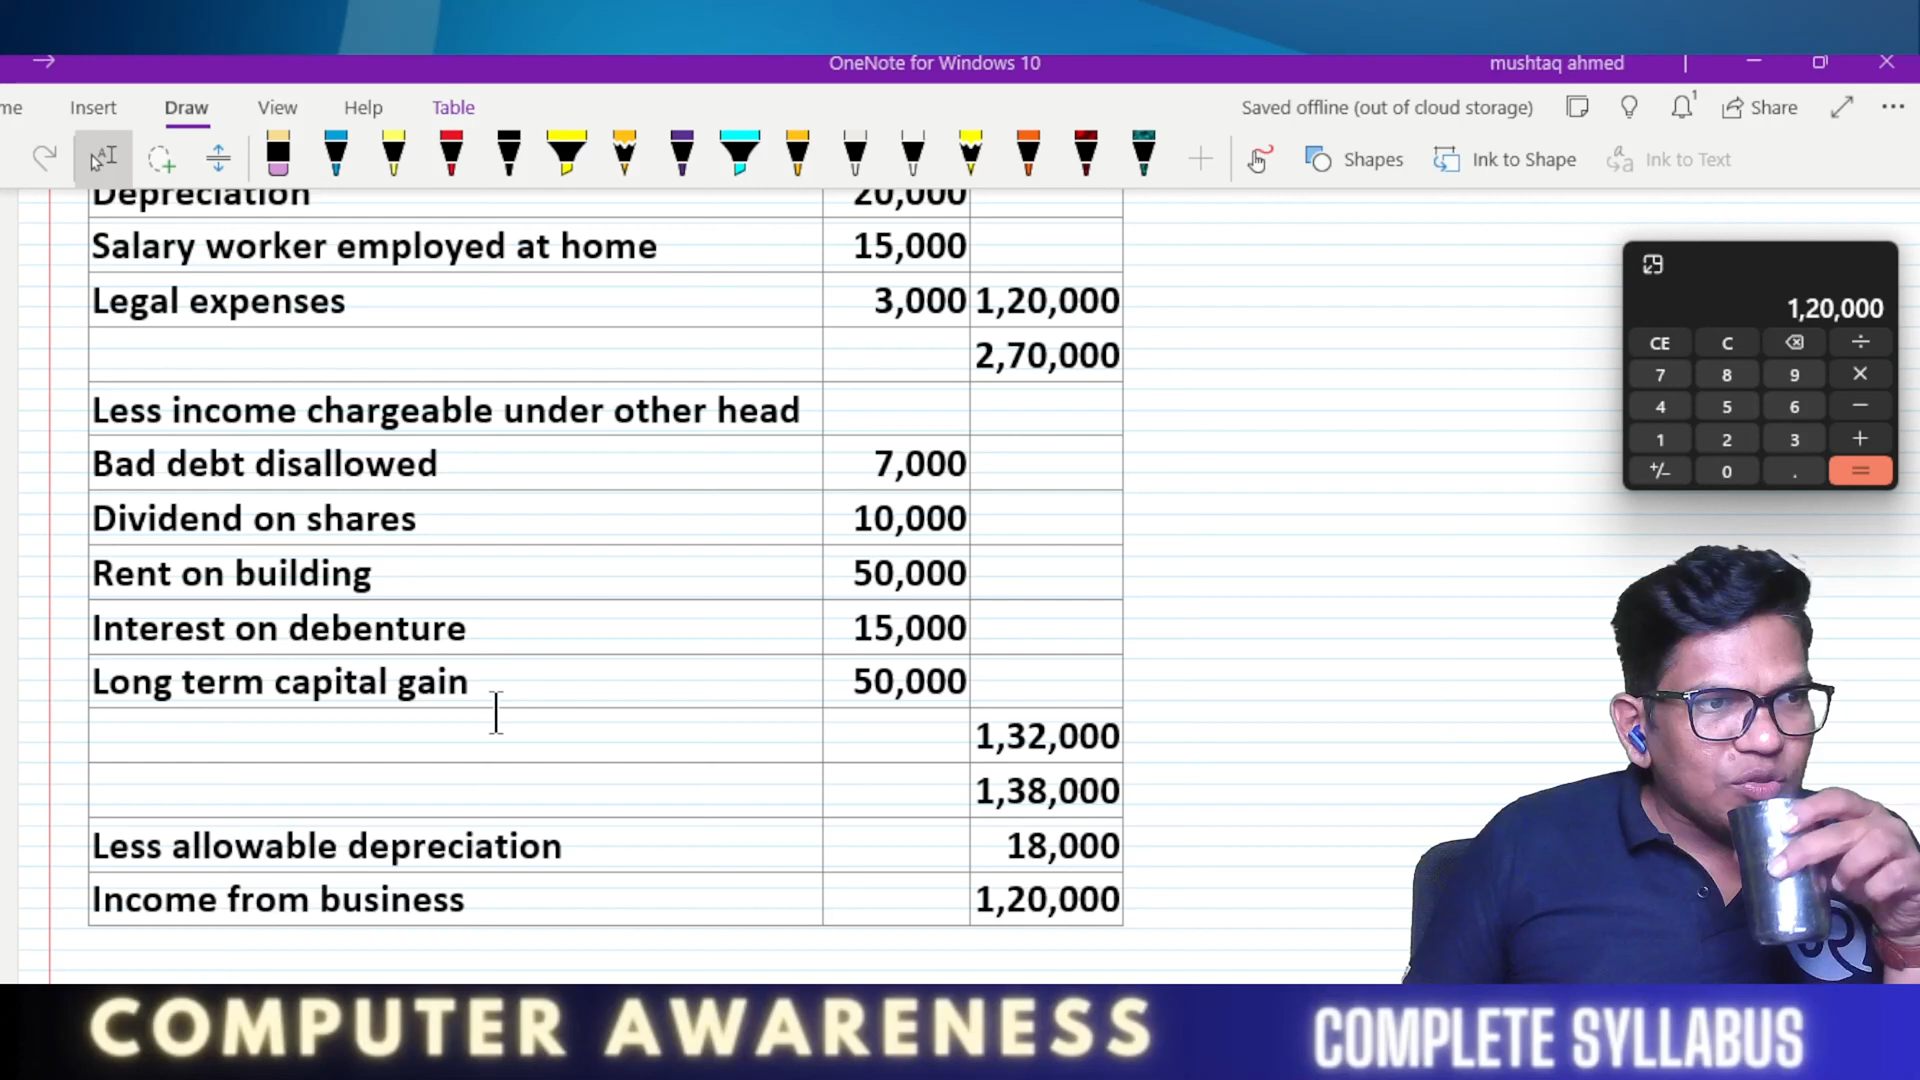 OneNote for Windows 10
mushtaq ahmed
me Insert Draw View Help Table
Saved offline (out of cloud storage)
1
Share
Shapes
Ink to Shape
Ink to Text
Depreciation 20,000
Salary worker employed at home 15,000
Legal expenses 3,000 1,20,000
2,70,000
Less income chargeable under other head
Bad debt disallowed 7,000
Dividend on shares 10,000
Rent on building 50,000
Interest on debenture 15,000
Long term capital gain 50,000
1,32,000
1,38,000
Less allowable depreciation 18,000
Income from business 1,20,000
1,20,000
CE C ÷
7 8 9 ×
4 5 6 −
1 2 3 +
+/− 0 . =
COMPUTER AWARENESS
COMPLETE SYLLABUS